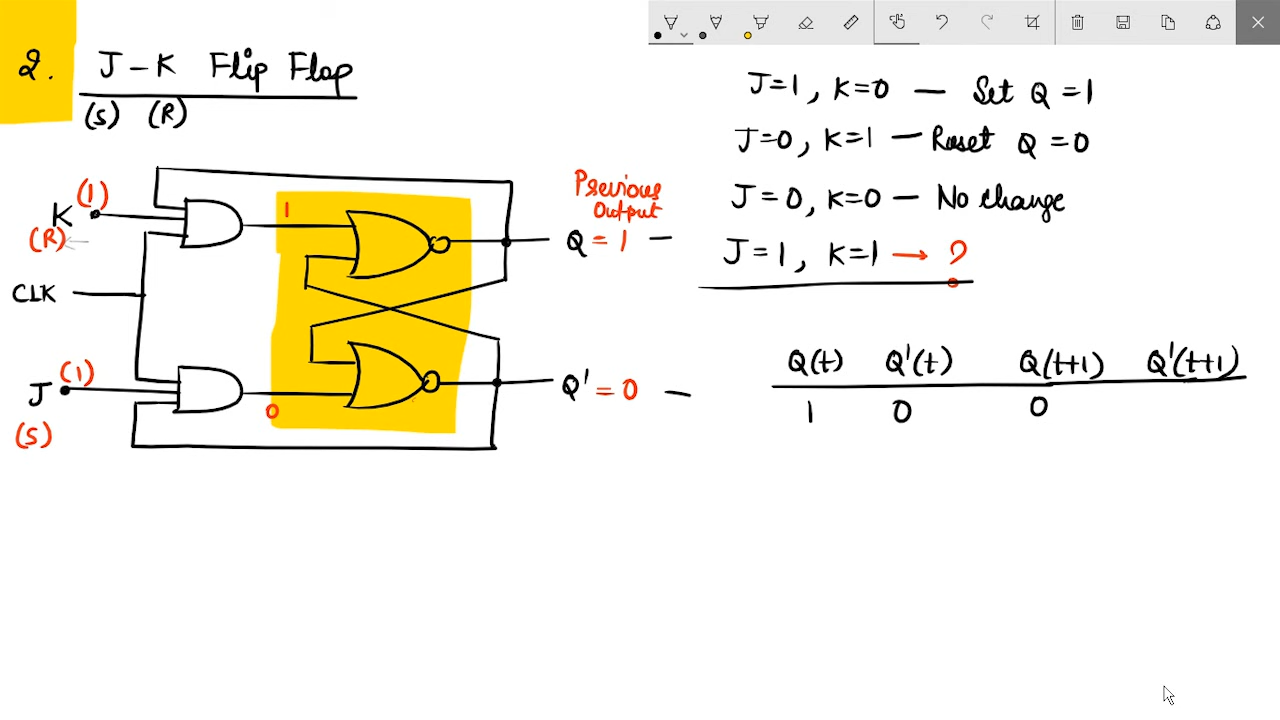 2. J-K Flip Flop
(S) (R)
J=1, K=0 — Set Q=1
J=0, K=1 — Reset Q=0
J=0, K=0 — No change
J=1, K=1 → ?
K (1)
(R)
CLK
J (1)
(S)
1
0
Previous
Output
Q = 1 —
Q' = 0 —
Q(t) Q'(t) Q(t+1) Q'(t+1)
1 0 0